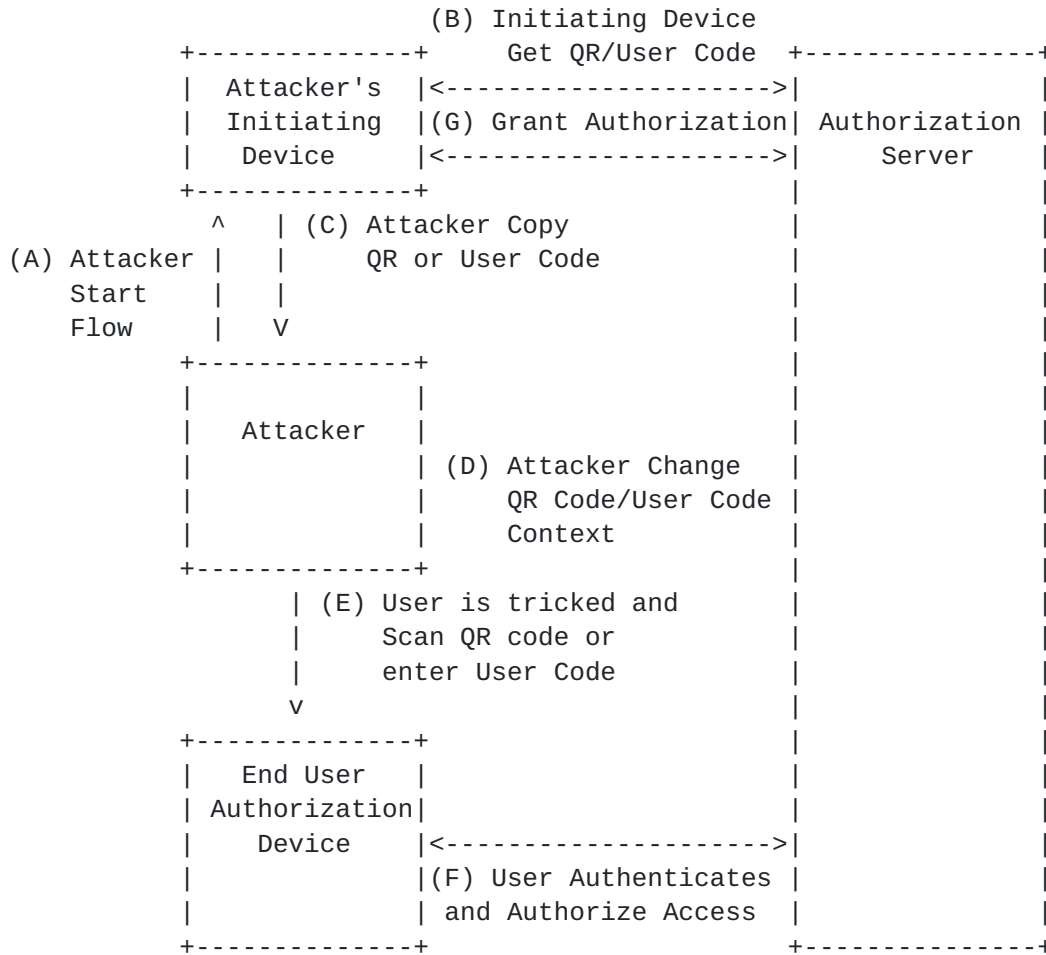 (B) Initiating Device
+--------------+ Get QR/User Code +---------------+
| Attacker's |<--------------------->| |
| Initiating |(G) Grant Authorization| Authorization |
| Device |<--------------------->| Server |
+--------------+ | |
^ | (C) Attacker Copy | |
(A) Attacker | | QR or User Code | |
Start | | | |
Flow | V | |
+--------------+ | |
| | | |
| Attacker | | |
| | (D) Attacker Change | |
| | QR Code/User Code | |
| | Context | |
+--------------+ | |
| (E) User is tricked and | |
| Scan QR code or | |
| enter User Code | |
v | |
+--------------+ | |
| End User | | |
| Authorization| | |
| Device |<--------------------->| |
| |(F) User Authenticates | |
| | and Authorize Access | |
+--------------+ +---------------+